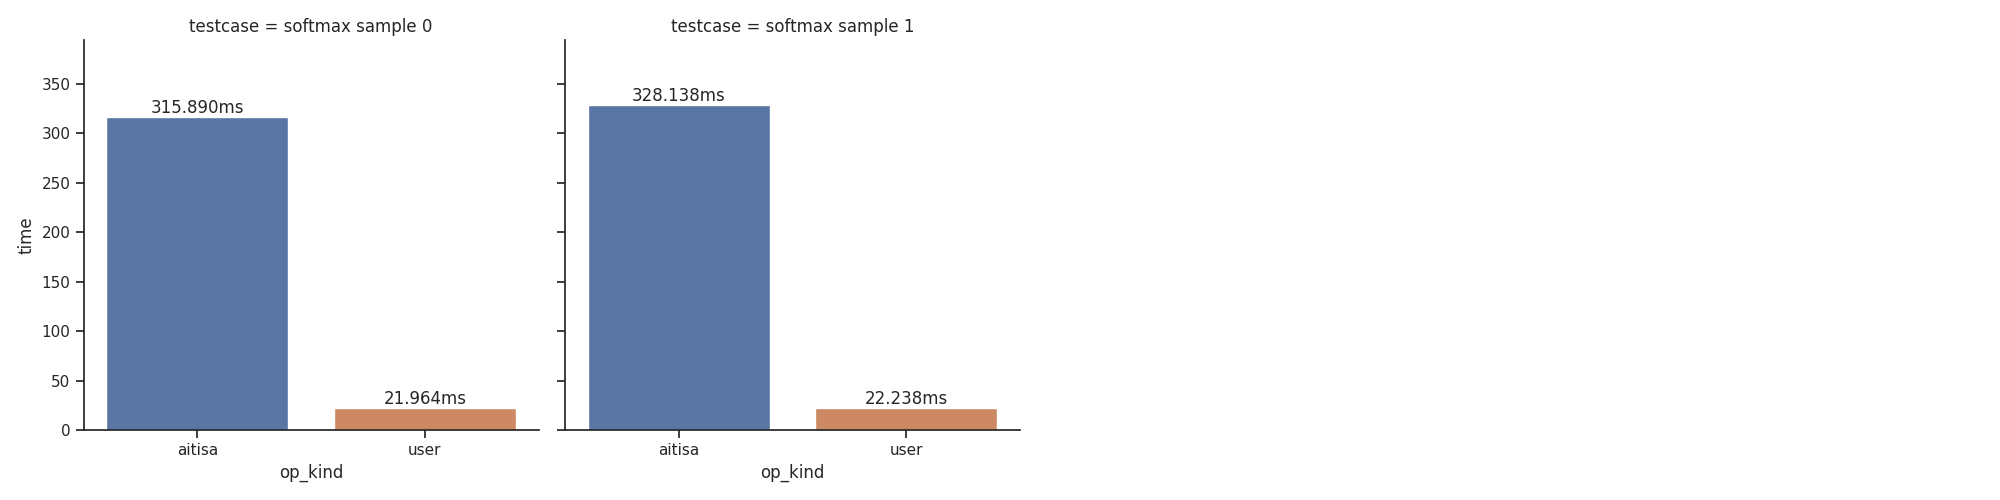 testcase = softmax sample 0
testcase = softmax sample 1
time
350
300
250
200
150
100
50
0
315.890ms
21.964ms
328.138ms
22.238ms
aitisa
user
aitisa
user
op_kind
op_kind